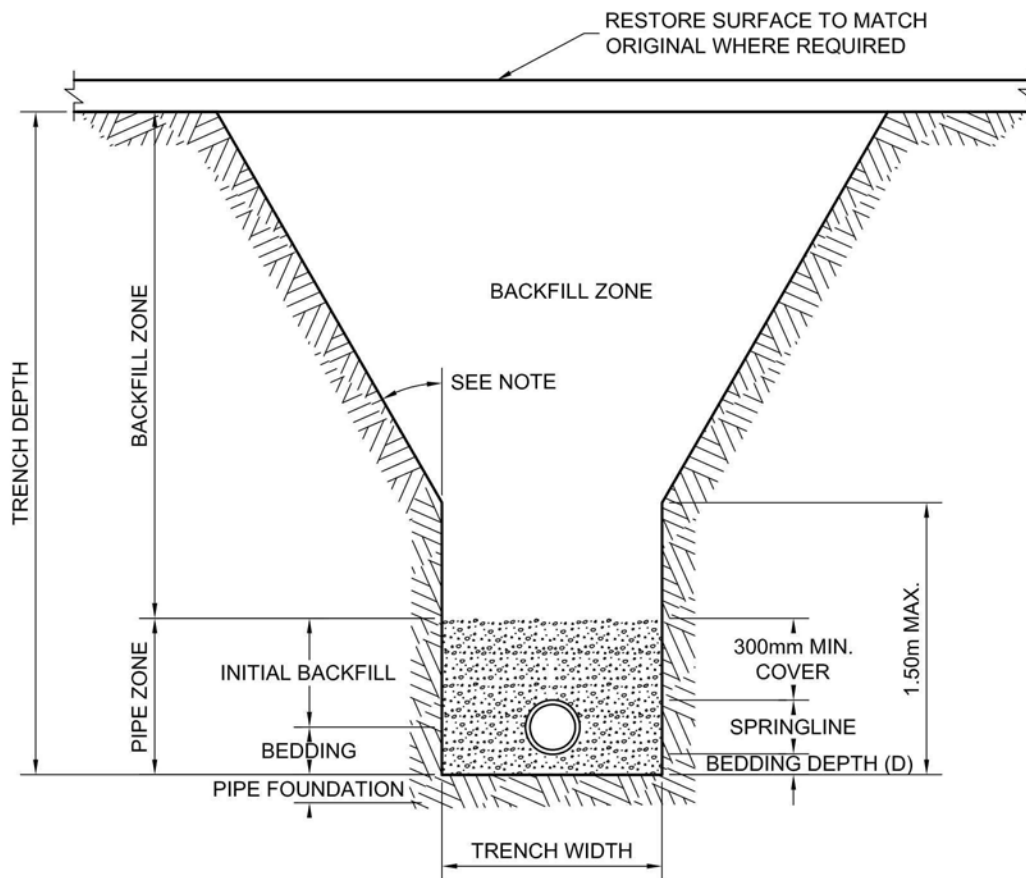 RESTORE SURFACE TO MATCH
ORIGINAL WHERE REQUIRED
TRENCH DEPTH
BACKFILL ZONE
BACKFILL ZONE
SEE NOTE
PIPE ZONE
INITIAL BACKFILL
BEDDING
PIPE FOUNDATION
300mm MIN.
COVER
SPRINGLINE
BEDDING DEPTH (D)
1.50m MAX.
TRENCH WIDTH